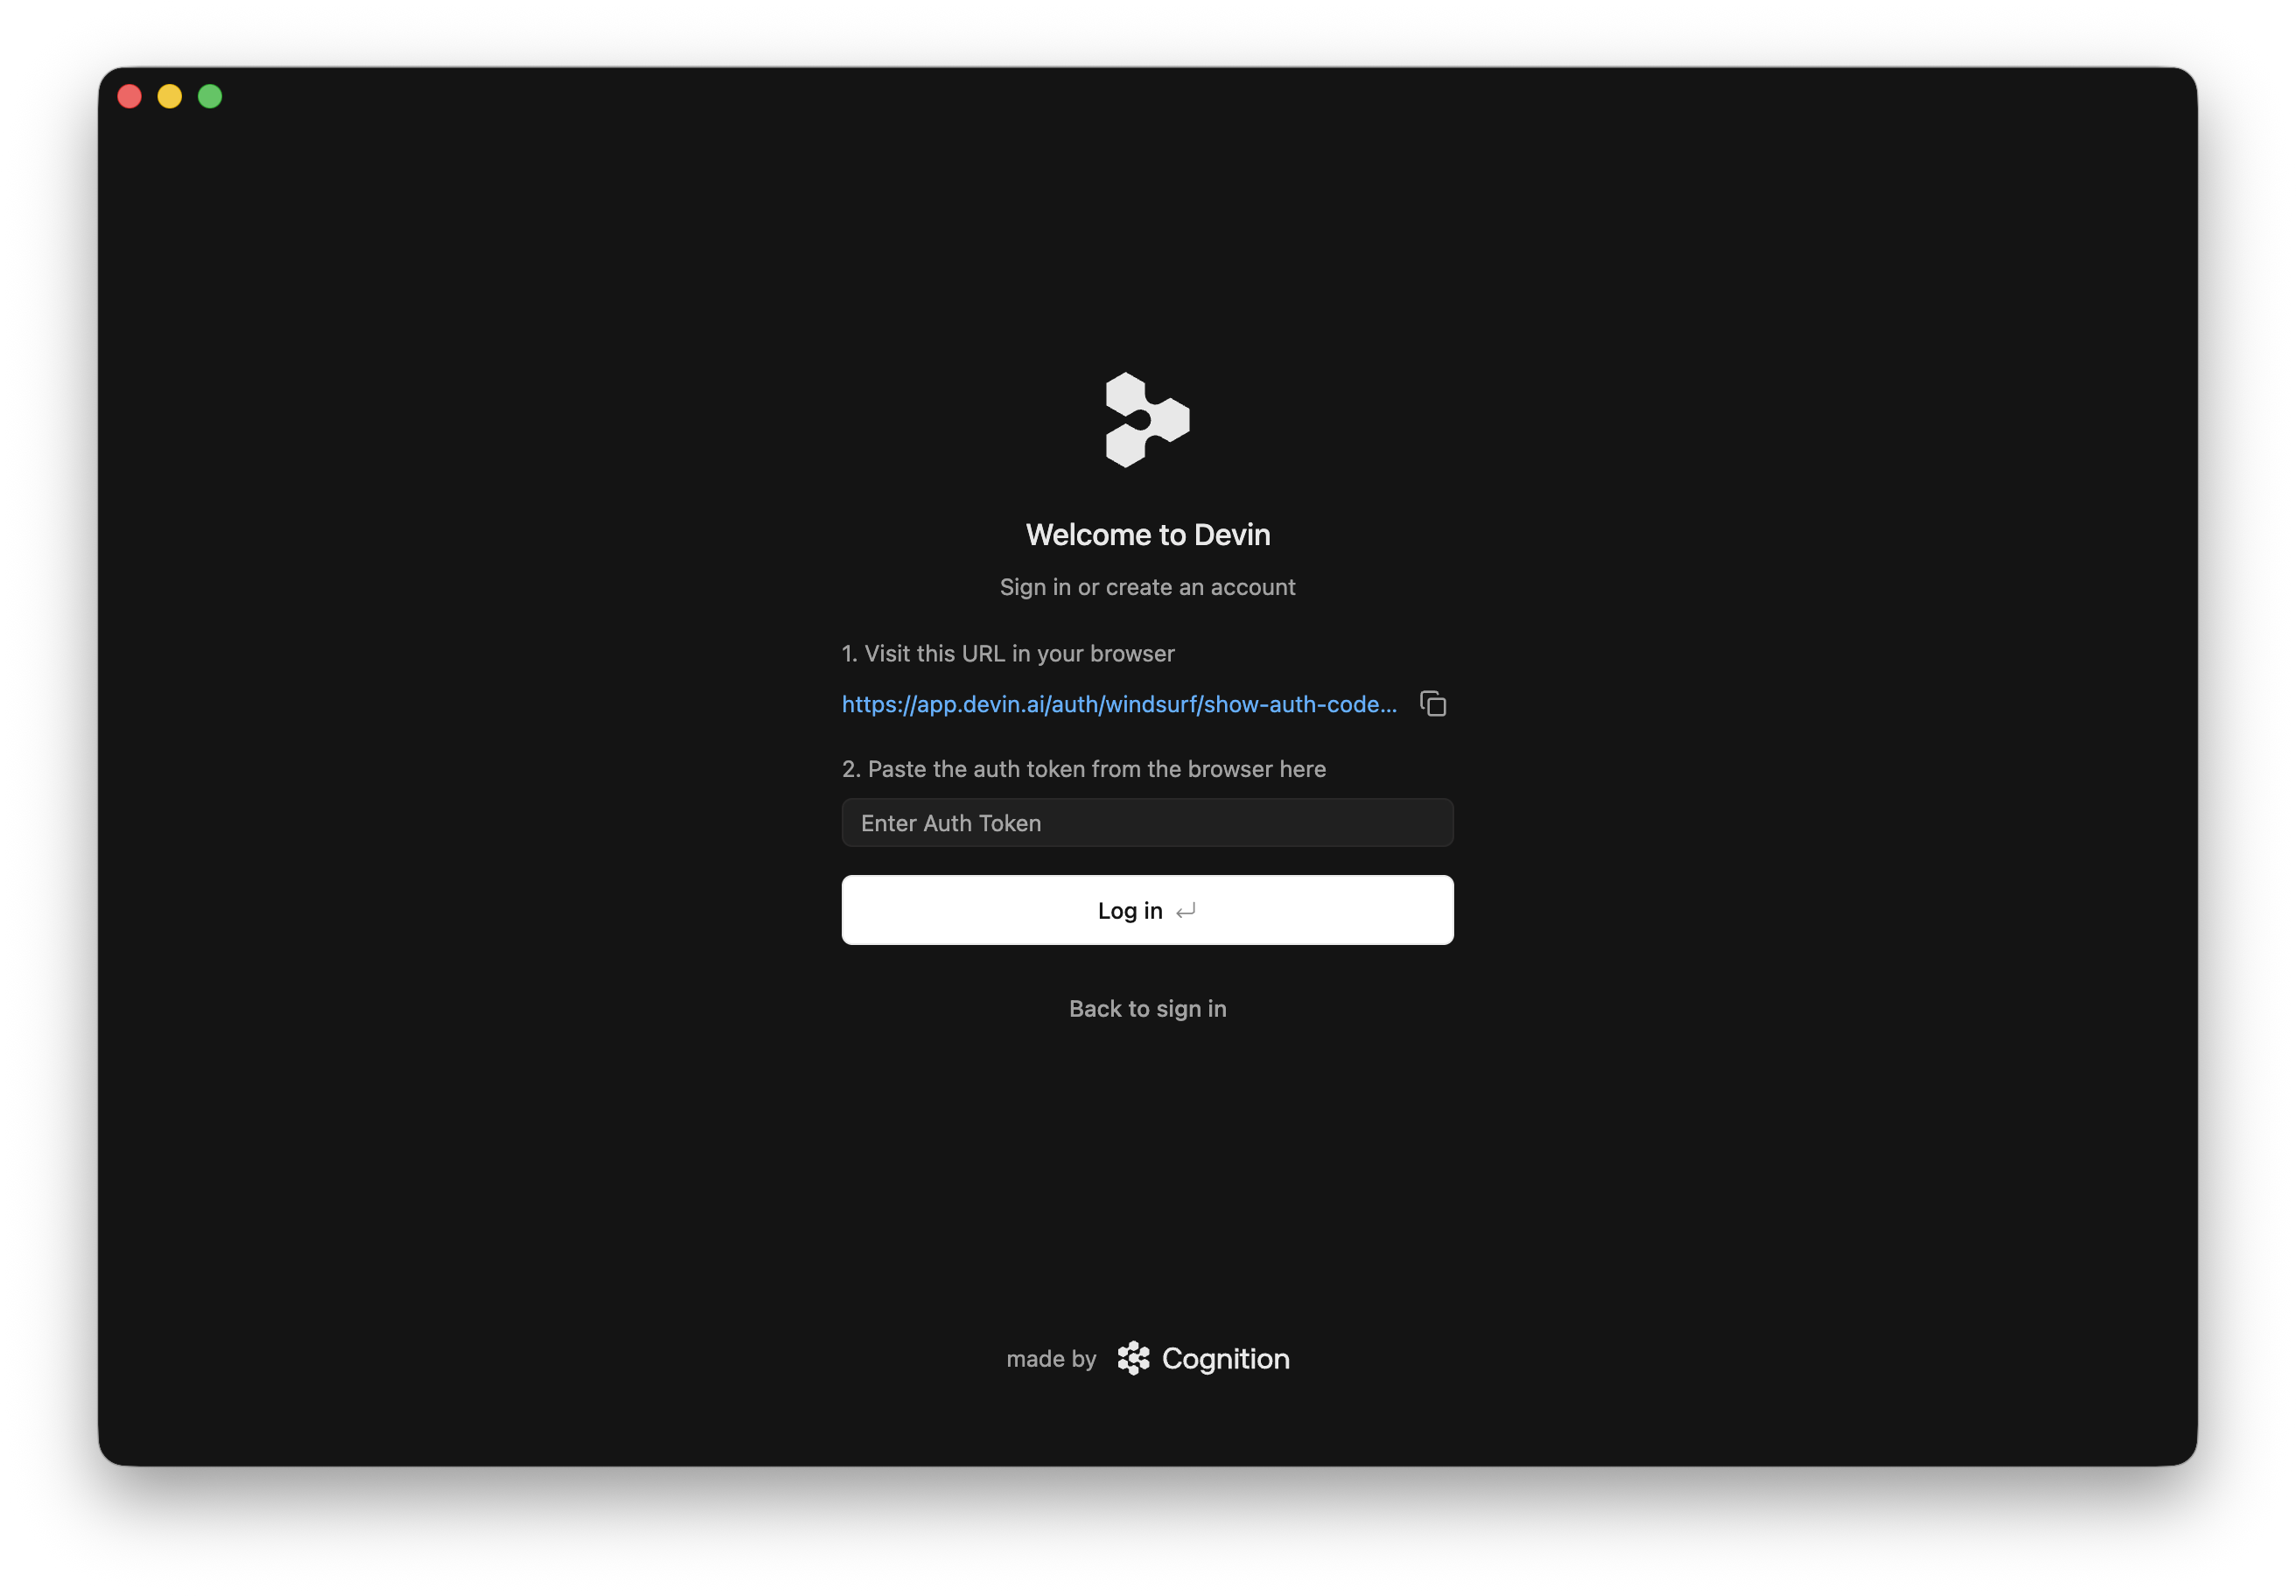 Welcome to Devin
Sign in or create an account
1. Visit this URL in your browser
https://app.devin.ai/auth/windsurf/show-auth-code...
2. Paste the auth token from the browser here
Enter Auth Token
Log in
Back to sign in
made by Cognition